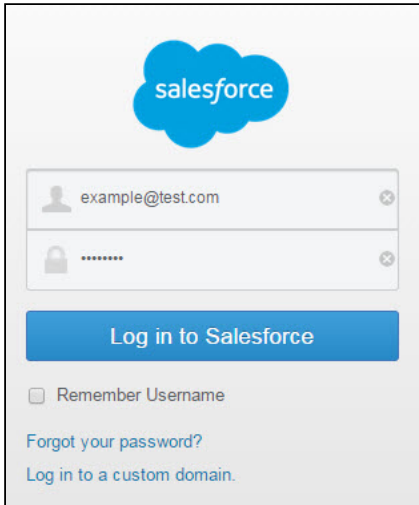 salesforce
example@test.com
••••••••
Log in to Salesforce
Remember Username
Forgot your password?
Log in to a custom domain.